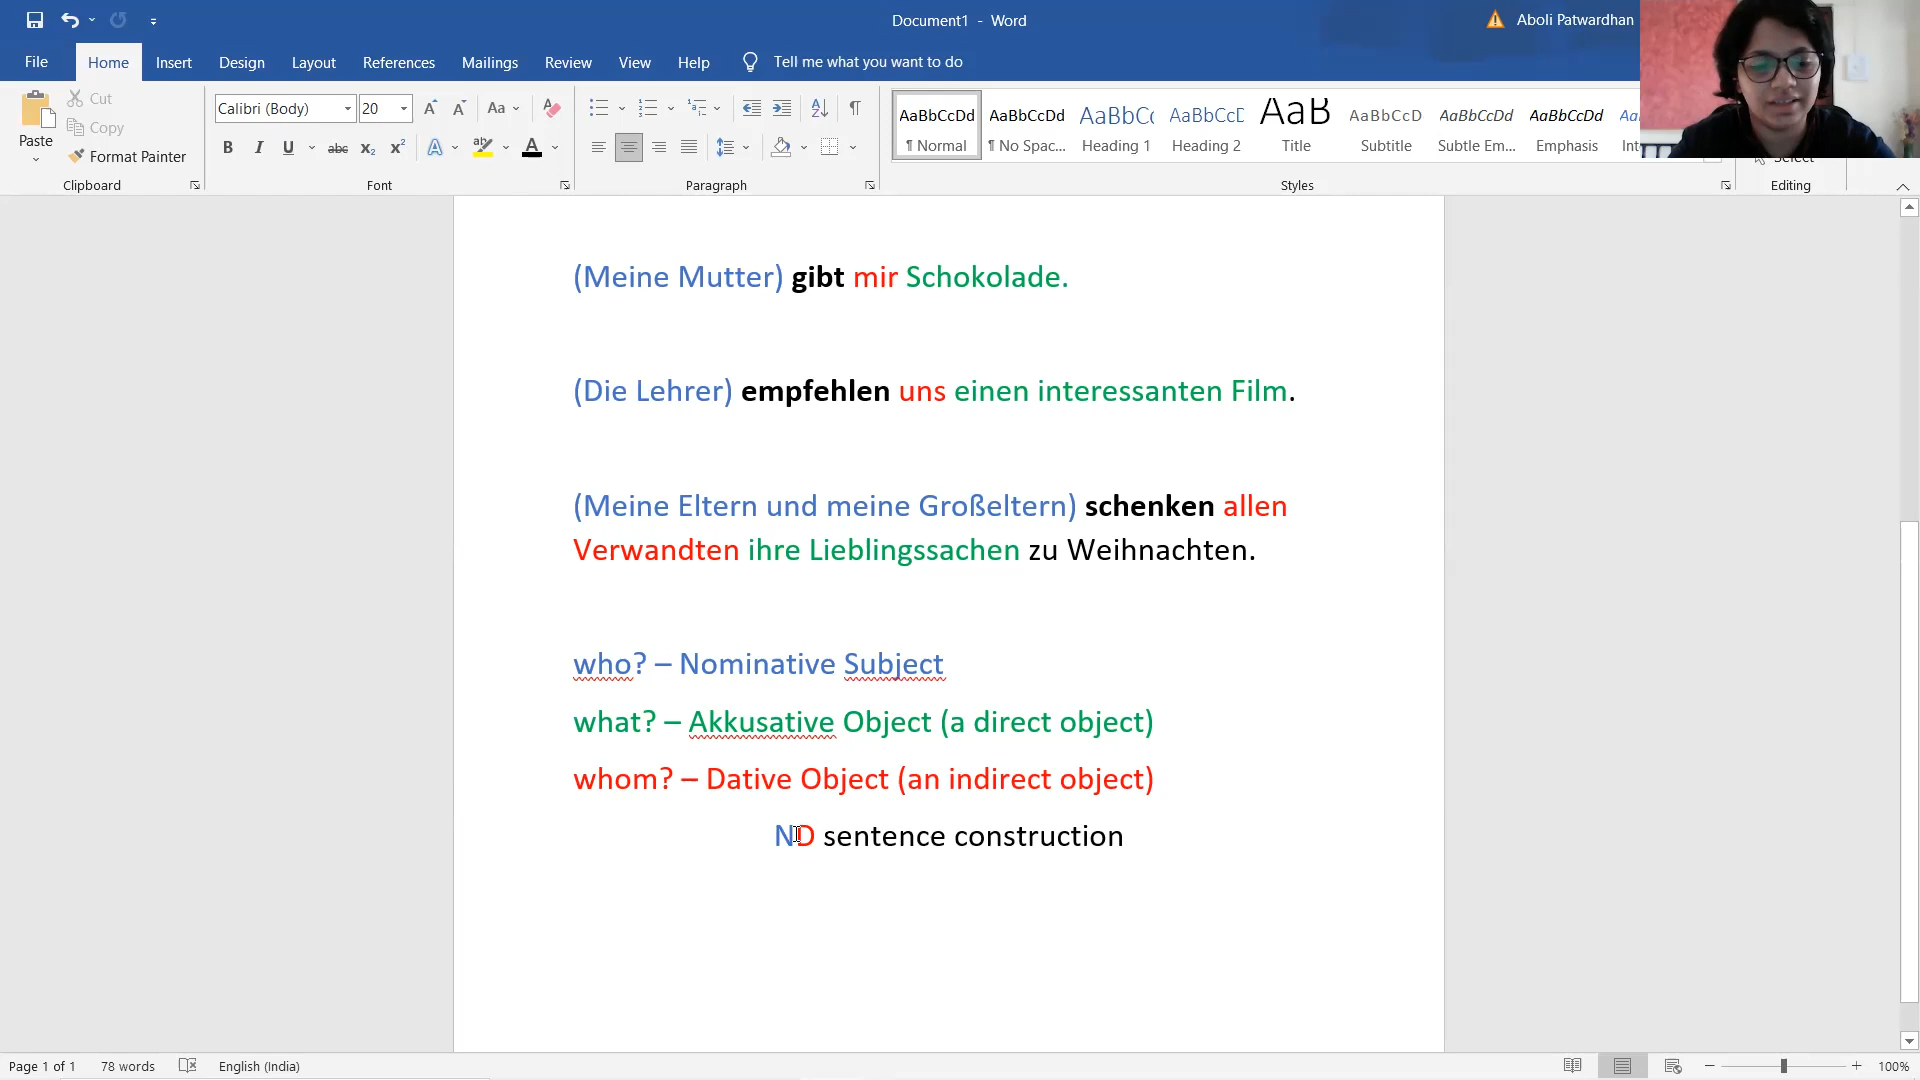 Document1 - Word
Aboli Patwardhan
File Home Insert Design Layout References Mailings Review View Help Tell me what you want to do
Paste
Cut
Copy
Format Painter
Clipboard
Calibri (Body) 20
Aa
B I U abc x₂ x² A A
Font
Paragraph
AaBbCcDd AaBbCcDd AaBbCc AaBbCcD AaB AaBbCcD AaBbCcDd AaBbCcDd
¶ Normal ¶ No Spac... Heading 1 Heading 2 Title Subtitle Subtle Em... Emphasis
Styles
Select
Editing
(Meine Mutter) gibt mir Schokolade.
(Die Lehrer) empfehlen uns einen interessanten Film.
(Meine Eltern und meine Großeltern) schenken allen
Verwandten ihre Lieblingssachen zu Weihnachten.
who? – Nominative Subject
what? – Akkusative Object (a direct object)
whom? – Dative Object (an indirect object)
ND sentence construction
Page 1 of 1 78 words English (India) 100%